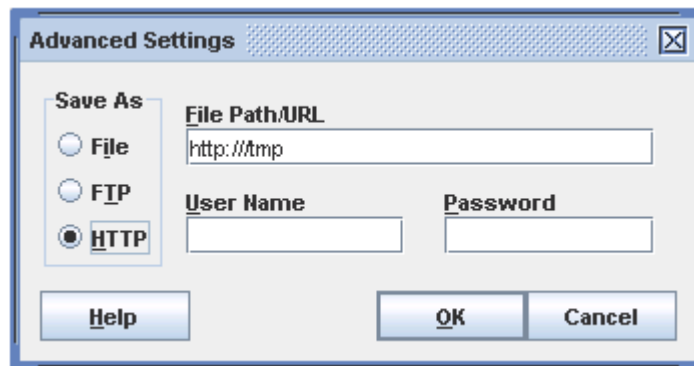 Advanced Settings
Save As
File Path/URL
File
http:///tmp
FTP
User Name
Password
HTTP
Help
OK
Cancel